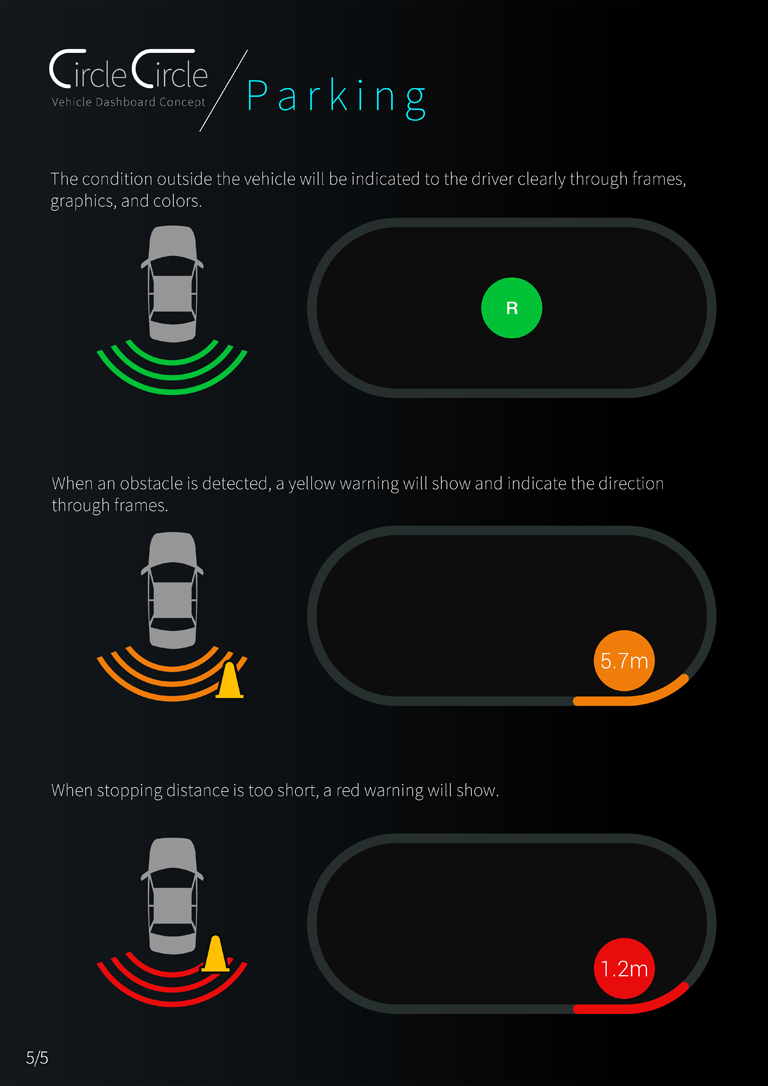 Circle Circle
Vehicle Dashboard Concept
Parking
The condition outside the vehicle will be indicated to the driver clearly through frames,
graphics, and colors.
R
When an obstacle is detected, a yellow warning will show and indicate the direction
through frames.
5.7m
When stopping distance is too short, a red warning will show.
1.2m
5/5